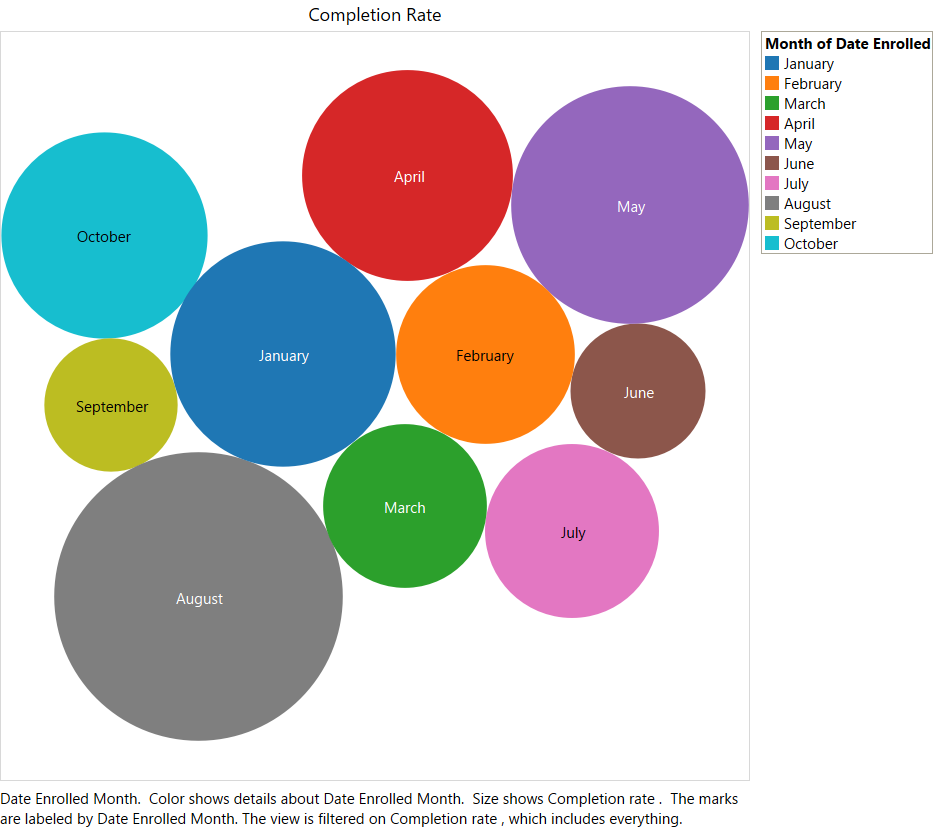 Completion Rate
Month of Date Enrolled
January
February
March
April
May
June
July
August
September
October
April
May
October
January
February
June
September
March
July
August
Date Enrolled Month.  Color shows details about Date Enrolled Month.  Size shows Completion rate .  The marks
are labeled by Date Enrolled Month. The view is filtered on Completion rate , which includes everything.